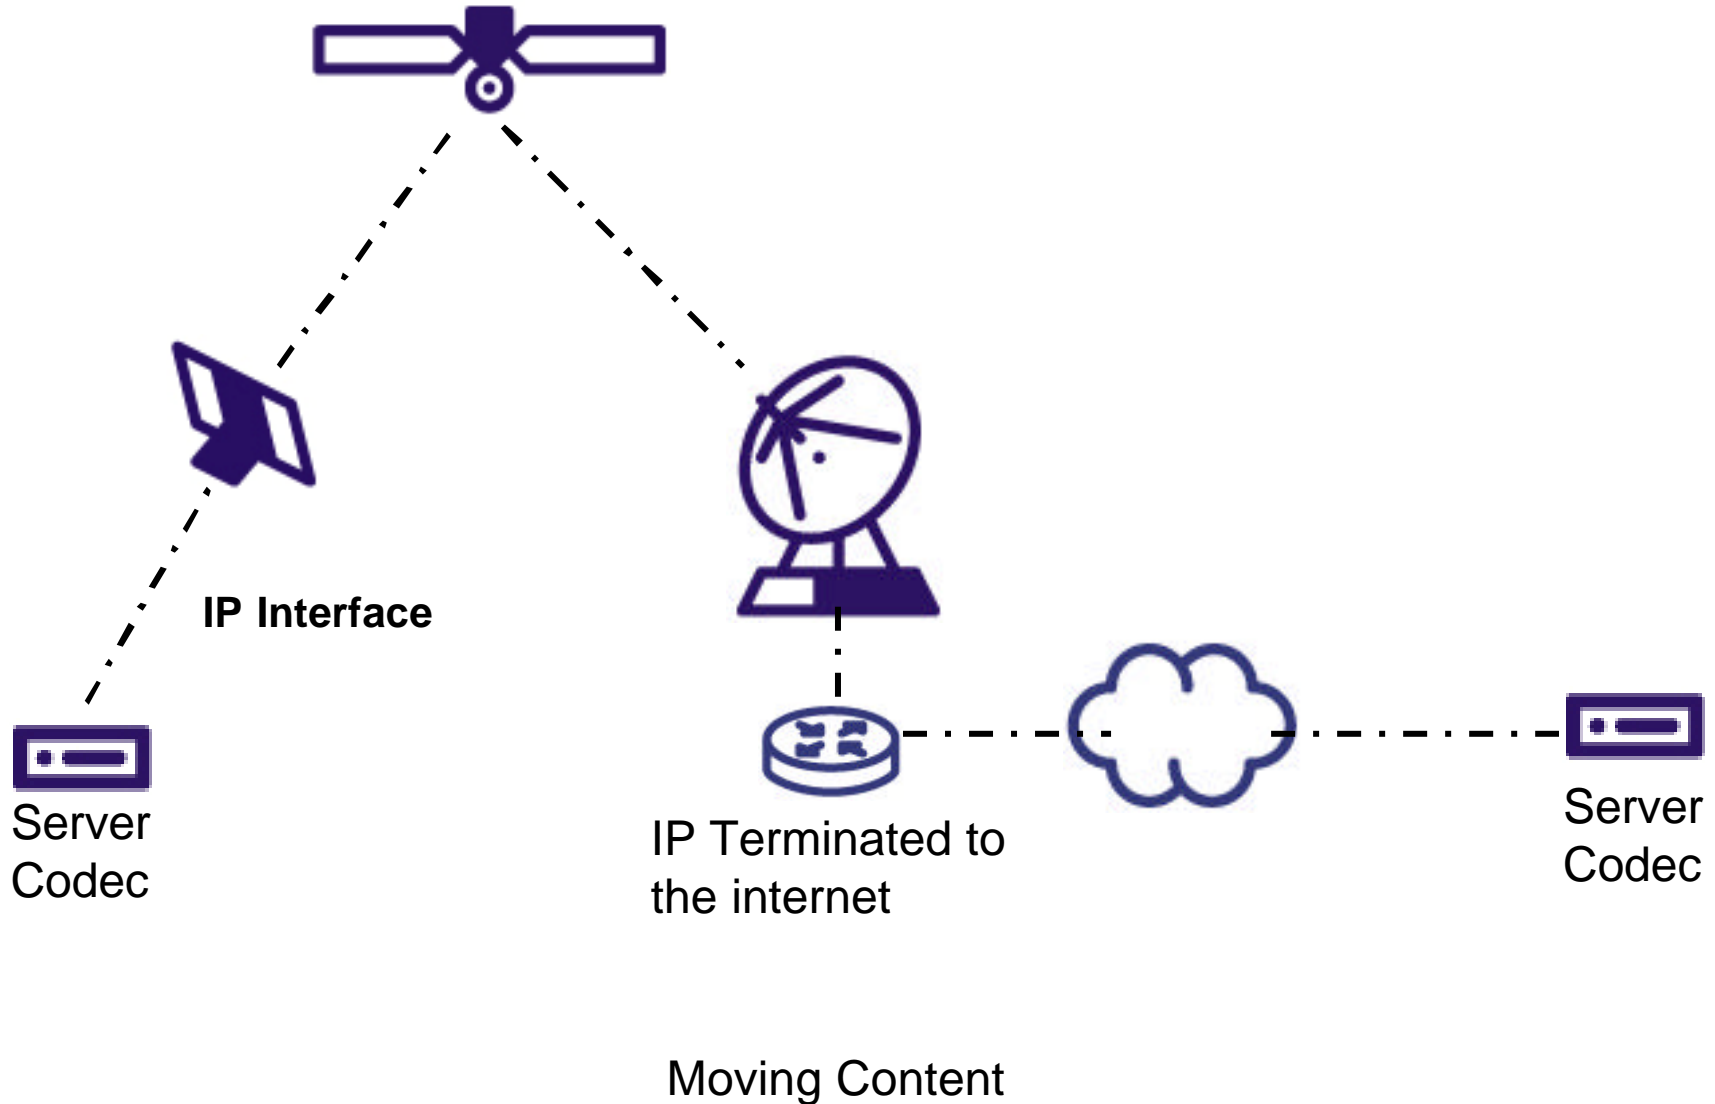 IP Interface
Server
Codec
IP Terminated to
the internet
Server
Codec
Moving Content